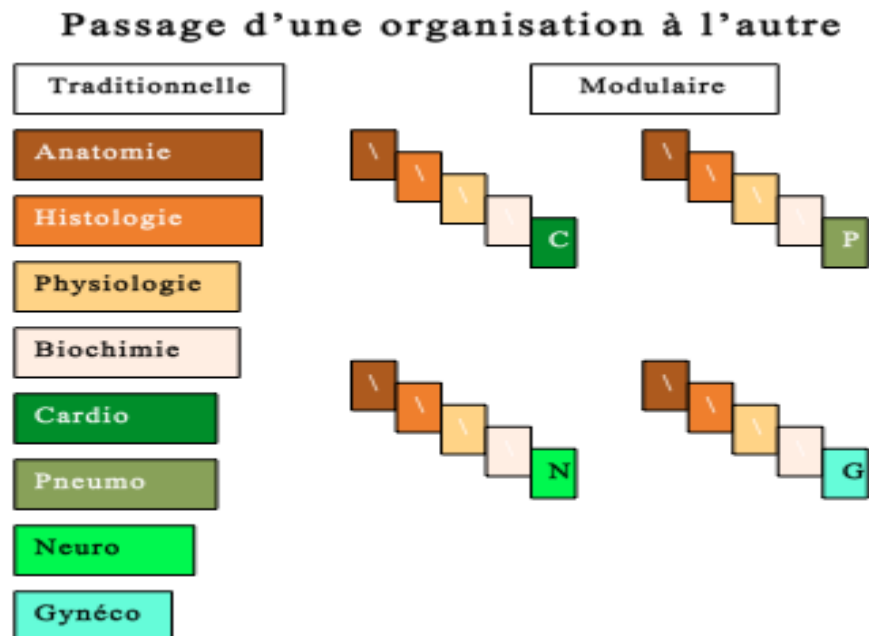 Passage d’une organisation à l’autre
Traditionnelle
Modulaire
Anatomie
Histologie
Physiologie
Biochimie
Cardio
Pneumo
Neuro
Gynéco
\
\
\
\
C
\
\
\
\
P
\
\
\
\
N
\
\
\
\
G